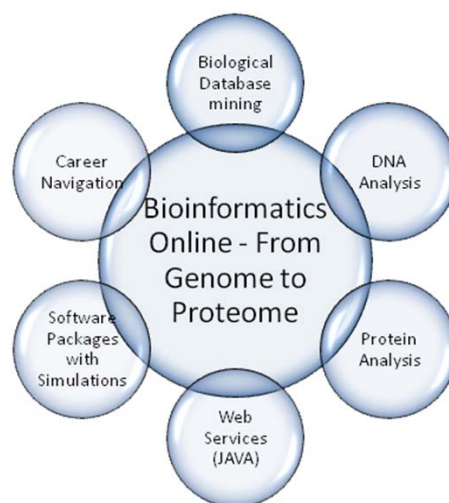 Biological
Database
mining
DNA
Analysis
Protein
Analysis
Web
Services
(JAVA)
Software
Packages
with
Simulations
Career
Navigation
Bioinformatics
Online - From
Genome to
Proteome